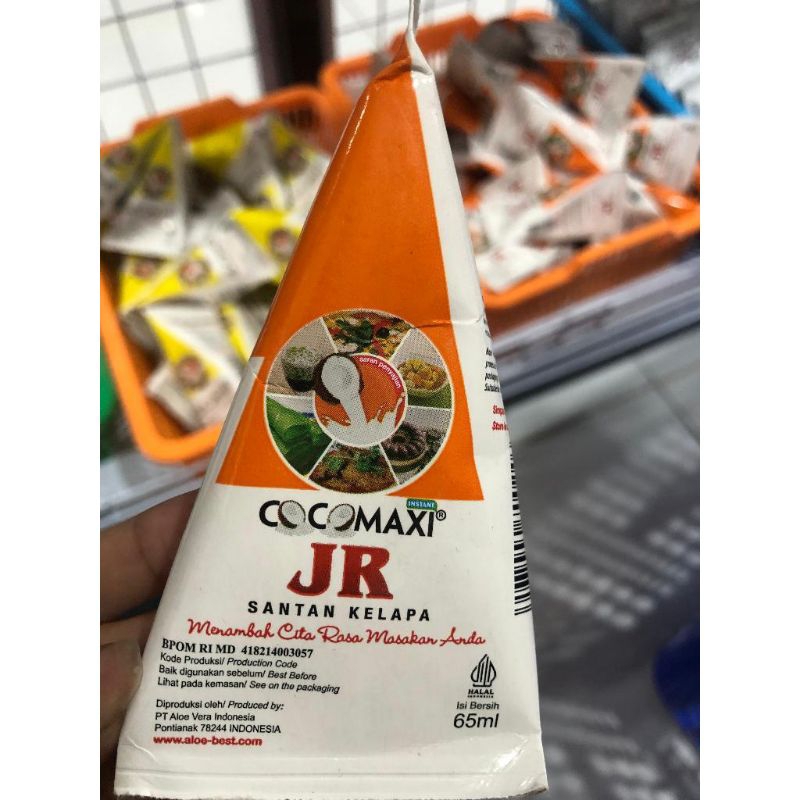 saran penyajian
COCOMAXI®
INSTANT
JR
SANTAN KELAPA
Menambah Cita Rasa Masakan Anda
BPOM RI MD 418214003057
Kode Produksi/ Production Code
Baik digunakan sebelum/ Best Before
Lihat pada kemasan/ See on the packaging
HALAL
INDONESIA
Isi Bersih
65ml
Diproduksi oleh/ Produced by:
PT Aloe Vera Indonesia
Pontianak 78244 INDONESIA
www.aloe-best.com